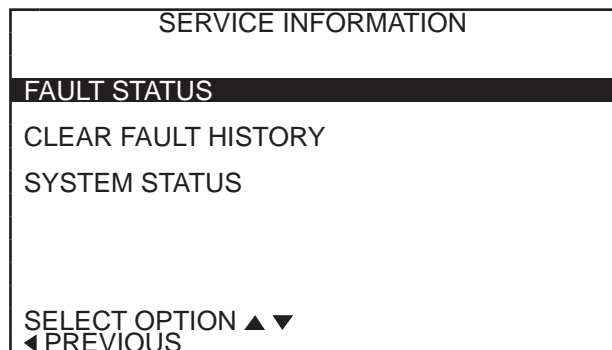 SERVICE INFORMATION
FAULT STATUS
CLEAR FAULT HISTORY
SYSTEM STATUS
SELECT OPTION ▲ ▼
◀ PREVIOUS